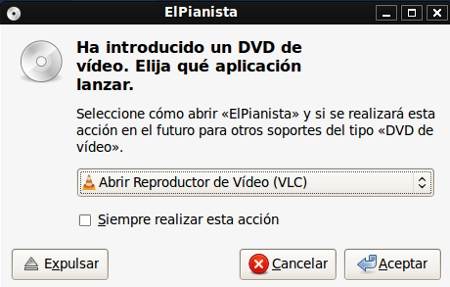 ElPianista
Ha introducido un DVD de
vídeo. Elija qué aplicación
lanzar.
Seleccione cómo abrir «ElPianista» y si se realizará esta
acción en el futuro para otros soportes del tipo «DVD de
vídeo».
Abrir Reproductor de Vídeo (VLC)
Siempre realizar esta acción
Expulsar
Cancelar
Aceptar